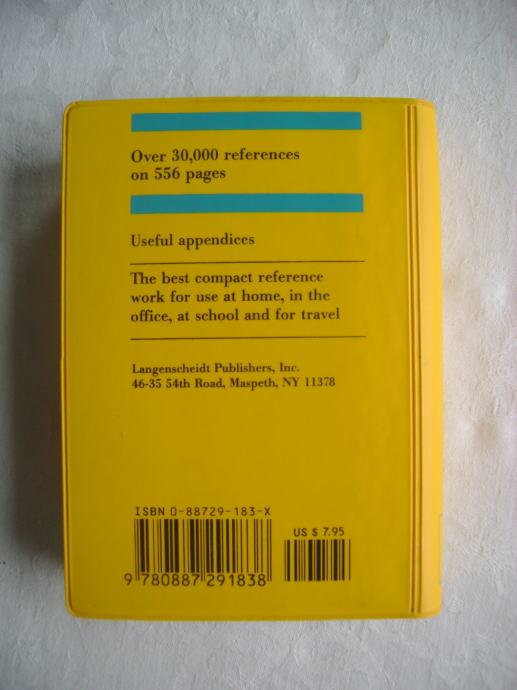 Over 30,000 references
on 556 pages
Useful appendices
The best compact reference
work for use at home, in the
office, at school and for travel
Langenscheidt Publishers, Inc.
46-35 54th Road, Maspeth, NY 11378
ISBN 0-88729-183-X
US $ 7.95
9 780887 291838